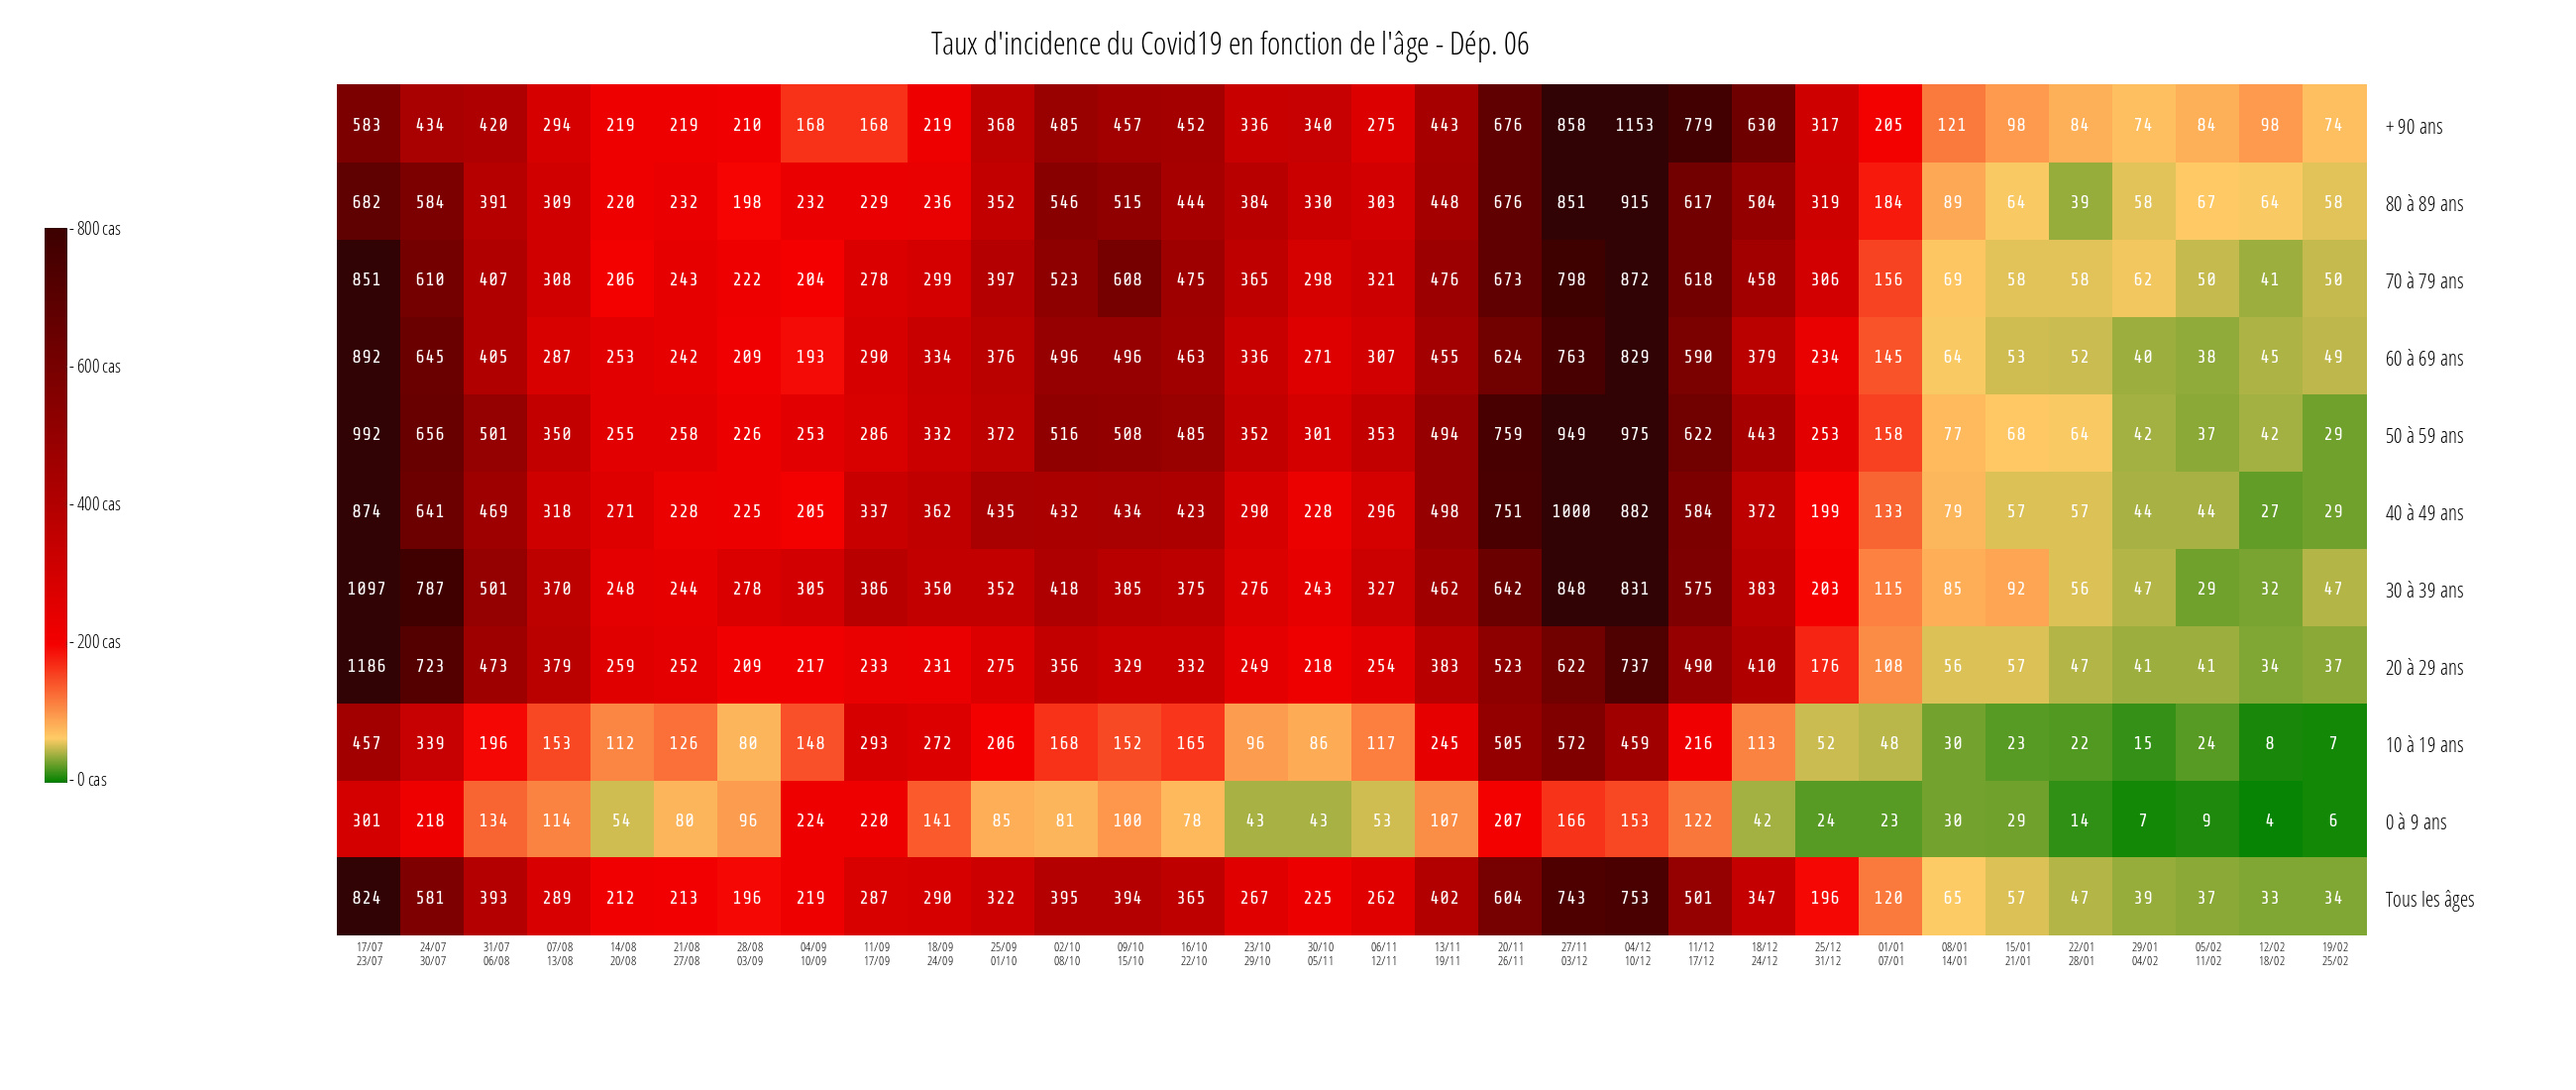 Taux d'incidence du Covid19 en fonction de l'âge - Dép. 06
583 434 420 294 219 219 210 168 168 219 368 485 457 452 336 340 275 443 676 858 1153 779 630 317 205 121 98 84 74 84 98 74 + 90 ans
682 584 391 309 220 232 198 232 229 236 352 546 515 444 384 330 303 448 676 851 915 617 504 319 184 89 64 39 58 67 64 58 80 à 89 ans
851 610 407 308 206 243 222 204 278 299 397 523 608 475 365 298 321 476 673 798 872 618 458 306 156 69 58 58 62 50 41 50 70 à 79 ans
892 645 405 287 253 242 209 193 290 334 376 496 496 463 336 271 307 455 624 763 829 590 379 234 145 64 53 52 40 38 45 49 60 à 69 ans
992 656 501 350 255 258 226 253 286 332 372 516 508 485 352 301 353 494 759 949 975 622 443 253 158 77 68 64 42 37 42 29 50 à 59 ans
874 641 469 318 271 228 225 205 337 362 435 432 434 423 290 228 296 498 751 1000 882 584 372 199 133 79 57 57 44 44 27 29 40 à 49 ans
1097 787 501 370 248 244 278 305 386 350 352 418 385 375 276 243 327 462 642 848 831 575 383 203 115 85 92 56 47 29 32 47 30 à 39 ans
1186 723 473 379 259 252 209 217 233 231 275 356 329 332 249 218 254 383 523 622 737 490 410 176 108 56 57 47 41 41 34 37 20 à 29 ans
457 339 196 153 112 126 80 148 293 272 206 168 152 165 96 86 117 245 505 572 459 216 113 52 48 30 23 22 15 24 8 7 10 à 19 ans
301 218 134 114 54 80 96 224 220 141 85 81 100 78 43 43 53 107 207 166 153 122 42 24 23 30 29 14 7 9 4 6 0 à 9 ans
824 581 393 289 212 213 196 219 287 290 322 395 394 365 267 225 262 402 604 743 753 501 347 196 120 65 57 47 39 37 33 34 Tous les âges
17/07 24/07 31/07 07/08 14/08 21/08 28/08 04/09 11/09 18/09 25/09 02/10 09/10 16/10 23/10 30/10 06/11 13/11 20/11 27/11 04/12 11/12 18/12 25/12 01/01 08/01 15/01 22/01 29/01 05/02 12/02 19/02
23/07 30/07 06/08 13/08 20/08 27/08 03/09 10/09 17/09 24/09 01/10 08/10 15/10 22/10 29/10 05/11 12/11 19/11 26/11 03/12 10/12 17/12 24/12 31/12 07/01 14/01 21/01 28/01 04/02 11/02 18/02 25/02
- 800 cas
- 600 cas
- 400 cas
- 200 cas
- 0 cas